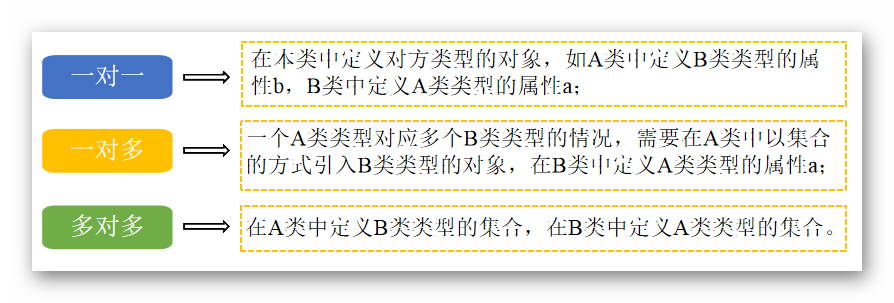 一对一
在本类中定义对方类型的对象，如A类中定义B类类型的属
性b，B类中定义A类类型的属性a；
一对多
一个A类类型对应多个B类类型的情况，需要在A类中以集合
的方式引入B类类型的对象，在B类中定义A类类型的属性a；
多对多
在A类中定义B类类型的集合，在B类中定义A类类型的集合。